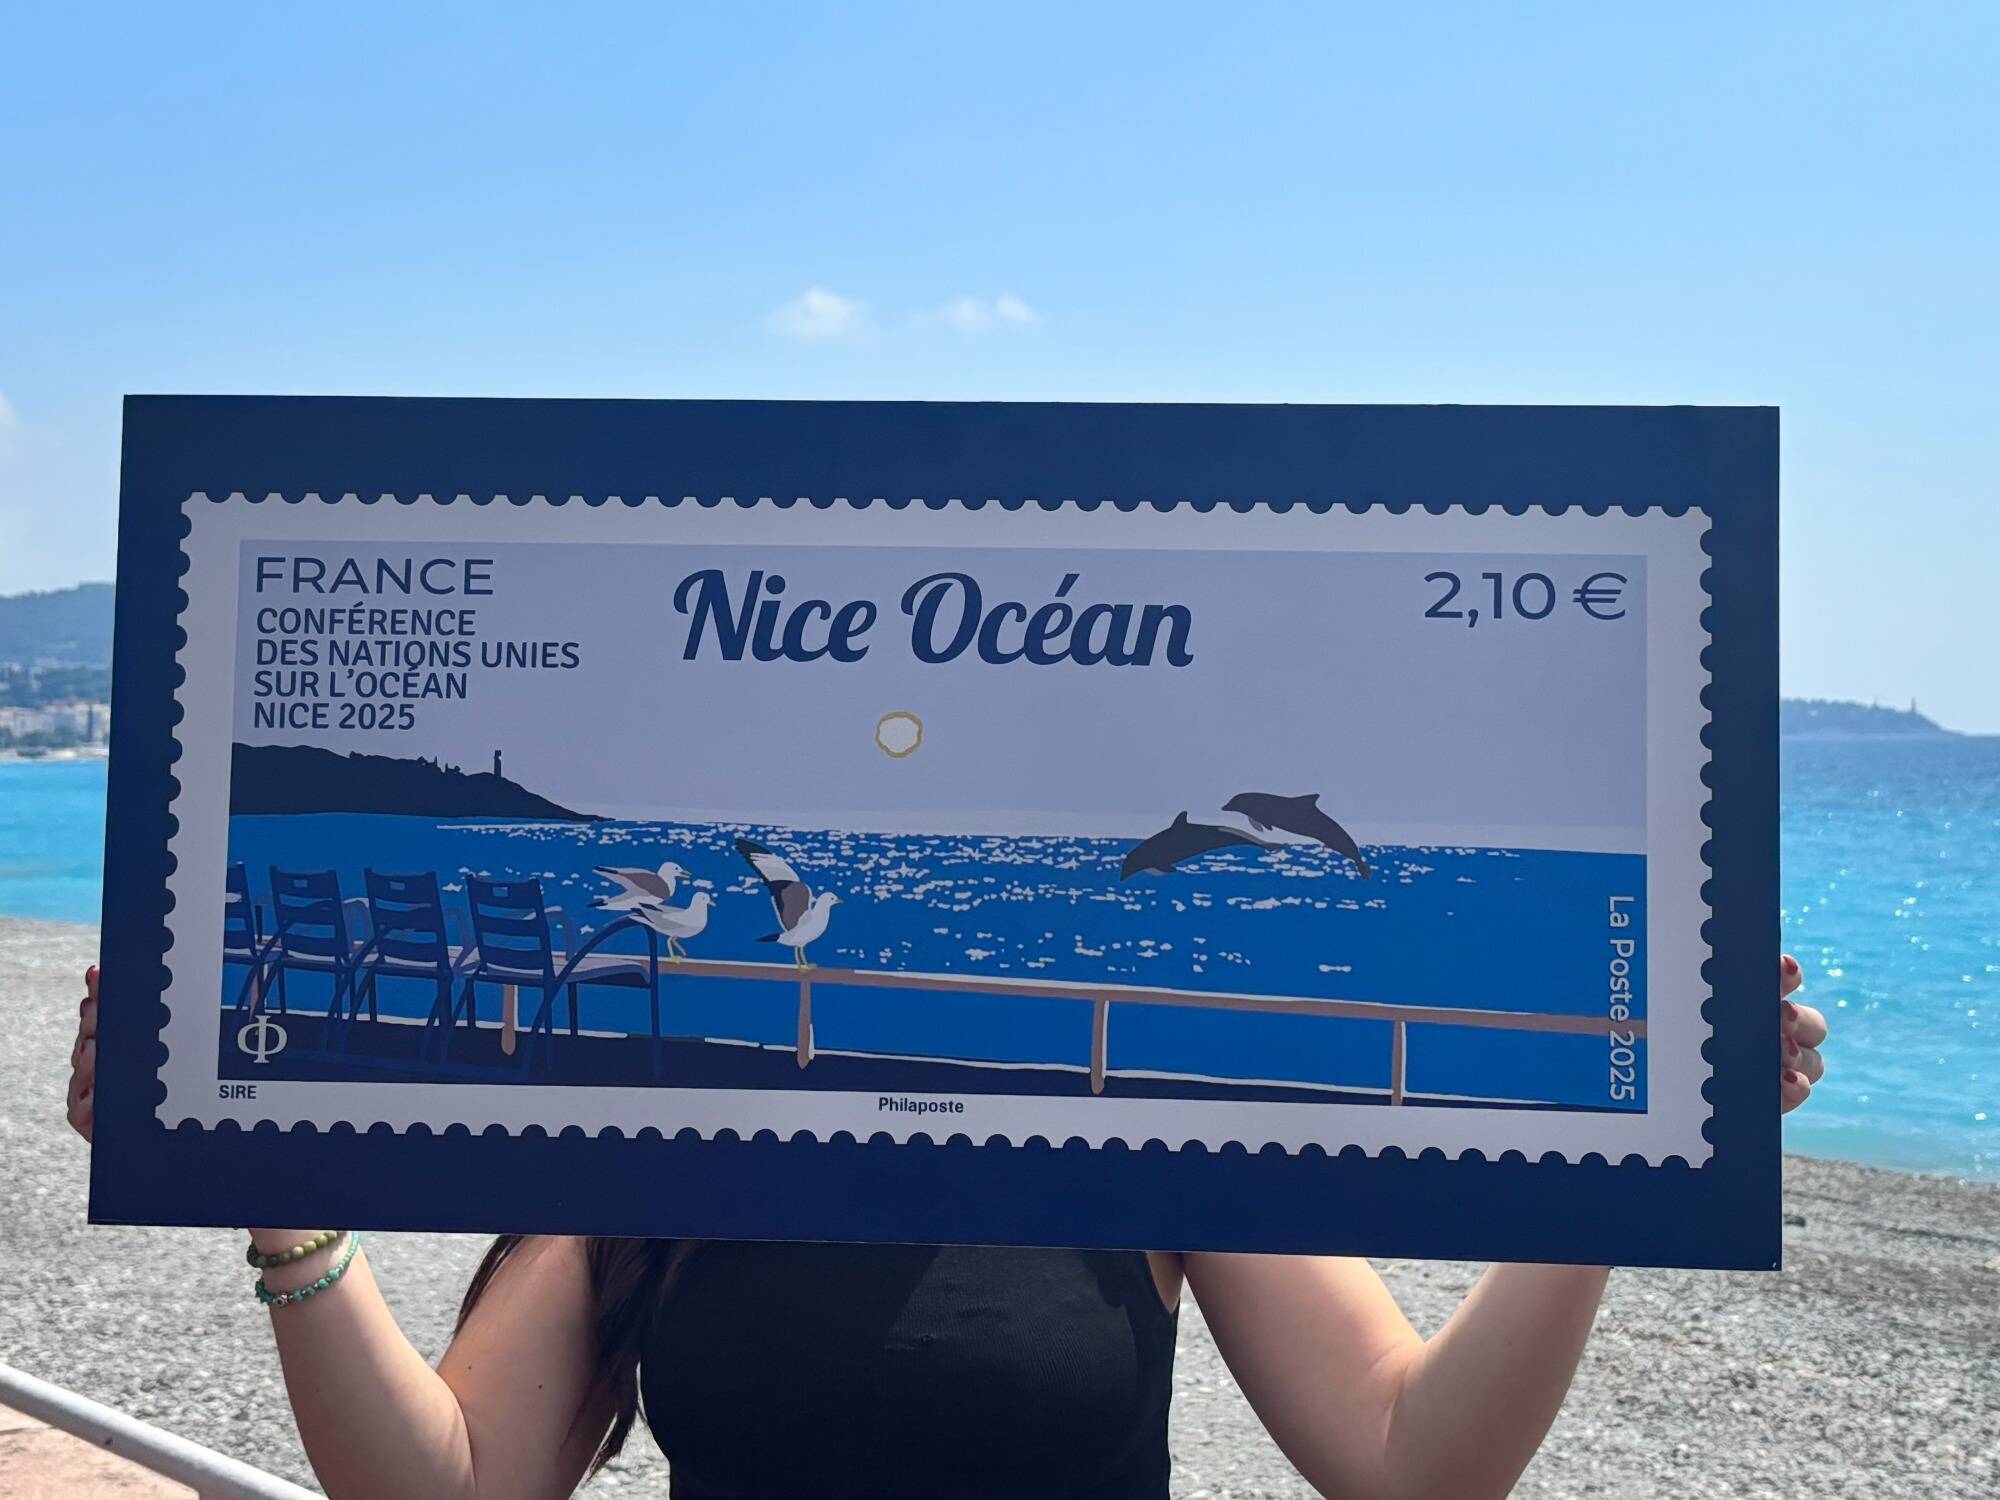 FRANCE
CONFÉRENCE
DES NATIONS UNIES
SUR L'OCÉAN
NICE 2025
Nice Océan
2,10 €
La Poste 2025
SIRE
Philaposte